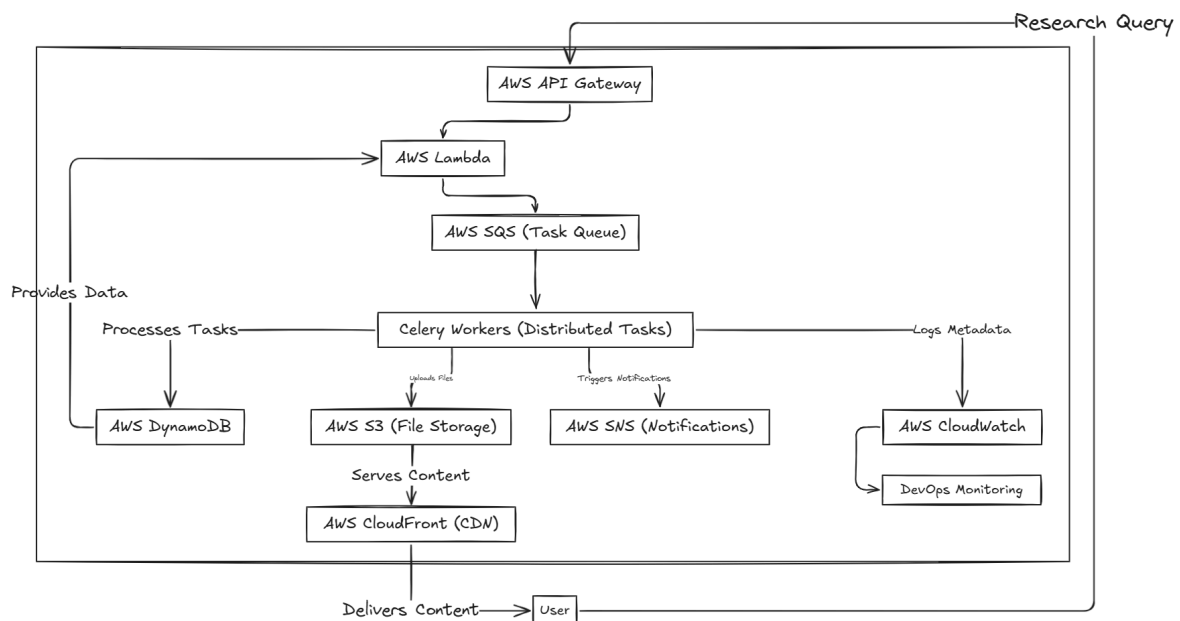 Research Query
AWS API Gateway
AWS Lambda
AWS SQS (Task Queue)
Provides Data
Processes Tasks
Celery Workers (Distributed Tasks)
Logs Metadata
Uploads Files
Triggers Notifications
AWS DynamoDB
AWS S3 (File Storage)
AWS SNS (Notifications)
AWS CloudWatch
Serves Content
DevOps Monitoring
AWS CloudFront (CDN)
Delivers Content
User